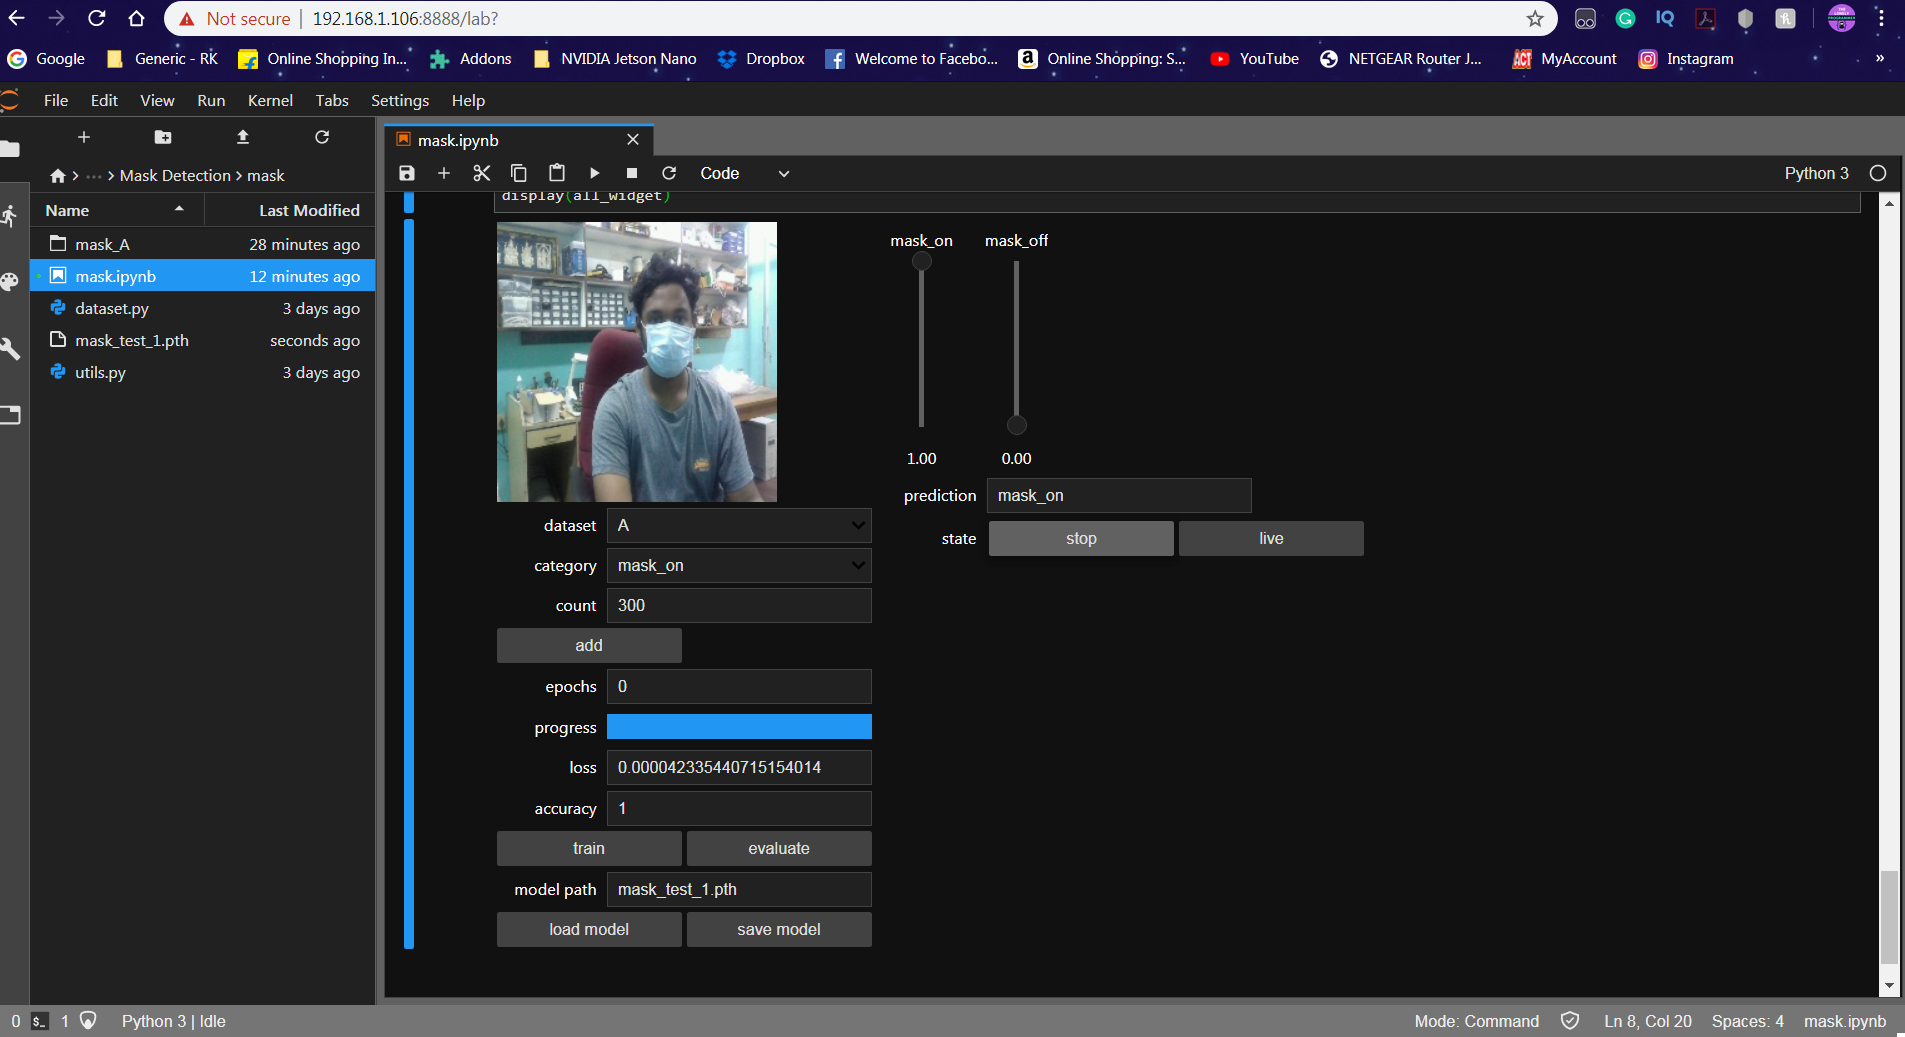 Not secure | 192.168.1.106:8888/lab?
Google Generic - RK Online Shopping In... Addons NVIDIA Jetson Nano Dropbox Welcome to Facebo... Online Shopping: S... YouTube NETGEAR Router J... MyAccount Instagram »
File Edit View Run Kernel Tabs Settings Help
mask.ipynb
Code
Python 3
··· > Mask Detection > mask
Name Last Modified
mask_A 28 minutes ago
mask.ipynb 12 minutes ago
dataset.py 3 days ago
mask_test_1.pth seconds ago
utils.py 3 days ago
display(all_widget)
mask_on mask_off
1.00 0.00
prediction mask_on
state stop live
dataset A
category mask_on
count 300
add
epochs 0
progress
loss 0.000042335440715154014
accuracy 1
train evaluate
model path mask_test_1.pth
load model save model
0 $_ 1 Python 3 | Idle Mode: Command Ln 8, Col 20 Spaces: 4 mask.ipynb